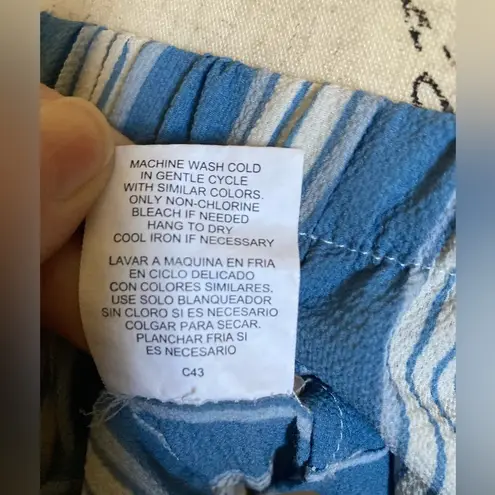 MACHINE WASH COLD
IN GENTLE CYCLE
WITH SIMILAR COLORS.
ONLY NON-CHLORINE
BLEACH IF NEEDED
HANG TO DRY
COOL IRON IF NECESSARY
LAVAR A MAQUINA EN FRIA
EN CICLO DELICADO
CON COLORES SIMILARES.
USE SOLO BLANQUEADOR
SIN CLORO SI ES NECESARIO
COLGAR PARA SECAR.
PLANCHAR FRIA SI
ES NECESARIO
C43